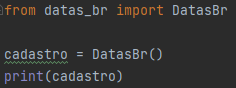 from datas_br import DatasBr
cadastro = DatasBr()
print(cadastro)